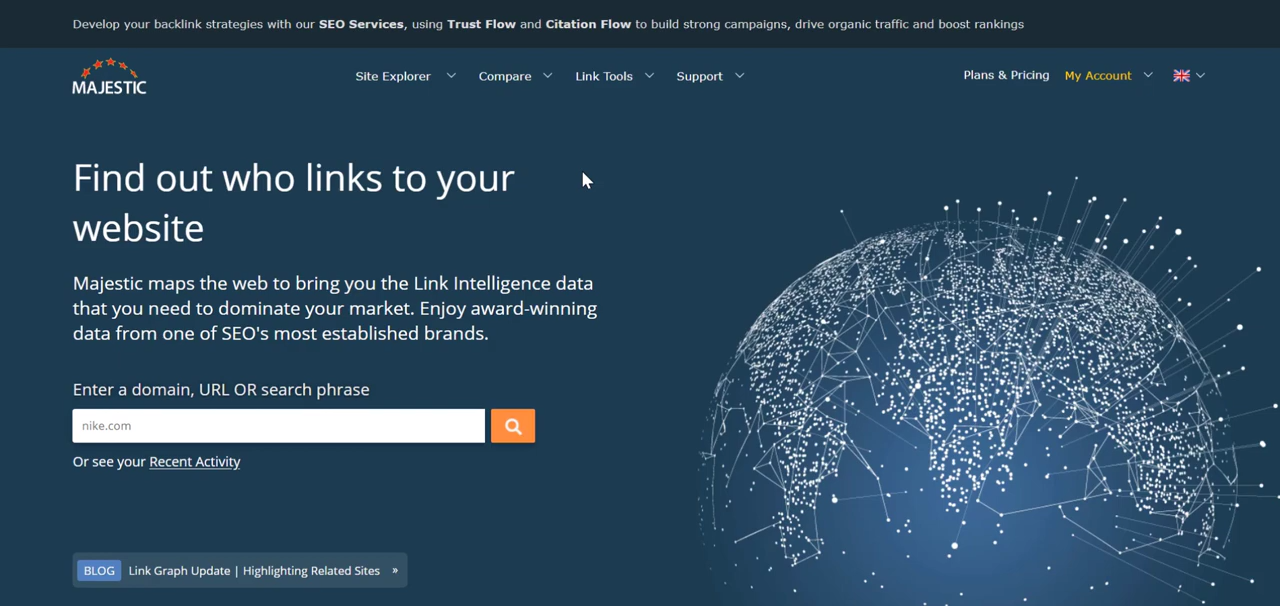 Develop your backlink strategies with our SEO Services, using Trust Flow and Citation Flow to build strong campaigns, drive organic traffic and boost rankings
MAJESTIC
Site Explorer
Compare
Link Tools
Support
Plans & Pricing
My Account
Find out who links to your
website
Majestic maps the web to bring you the Link Intelligence data
that you need to dominate your market. Enjoy award-winning
data from one of SEO's most established brands.
Enter a domain, URL OR search phrase
nike.com
Or see your Recent Activity
BLOG Link Graph Update | Highlighting Related Sites »